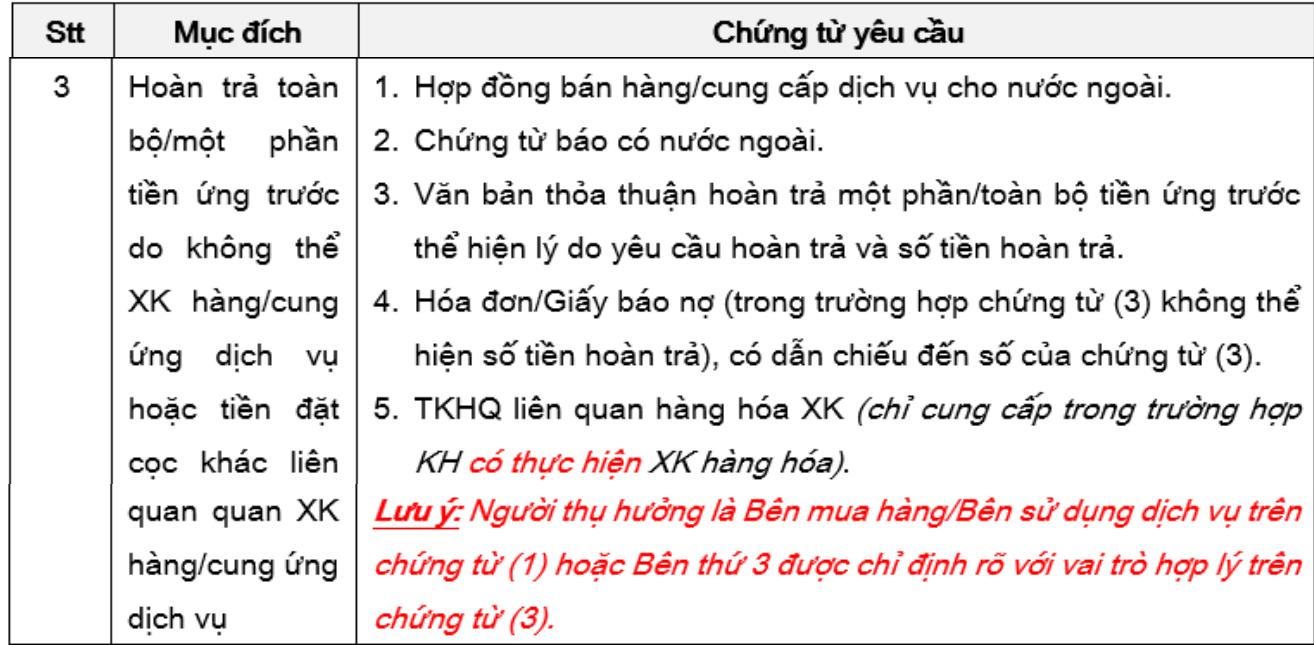 Stt Mục đích Chứng từ yêu cầu
3
Hoàn trả toàn
bộ/một phần
tiền ứng trước
do không thể
XK hàng/cung
ứng dịch vụ
hoặc tiền đặt
cọc khác liên
quan quan XK
hàng/cung ứng
dịch vụ
1. Hợp đồng bán hàng/cung cấp dịch vụ cho nước ngoài.
2. Chứng từ báo có nước ngoài.
3. Văn bản thỏa thuận hoàn trả một phần/toàn bộ tiền ứng trước
thể hiện lý do yêu cầu hoàn trả và số tiền hoàn trả.
4. Hóa đơn/Giấy báo nợ (trong trường hợp chứng từ (3) không thể
hiện số tiền hoàn trả), có dẫn chiếu đến số của chứng từ (3).
5. TKHQ liên quan hàng hóa XK (chỉ cung cấp trong trường hợp
KH có thực hiện XK hàng hóa).
Lưu ý: Người thụ hưởng là Bên mua hàng/Bên sử dụng dịch vụ trên
chứng từ (1) hoặc Bên thứ 3 được chỉ định rõ với vai trò hợp lý trên
chứng từ (3).